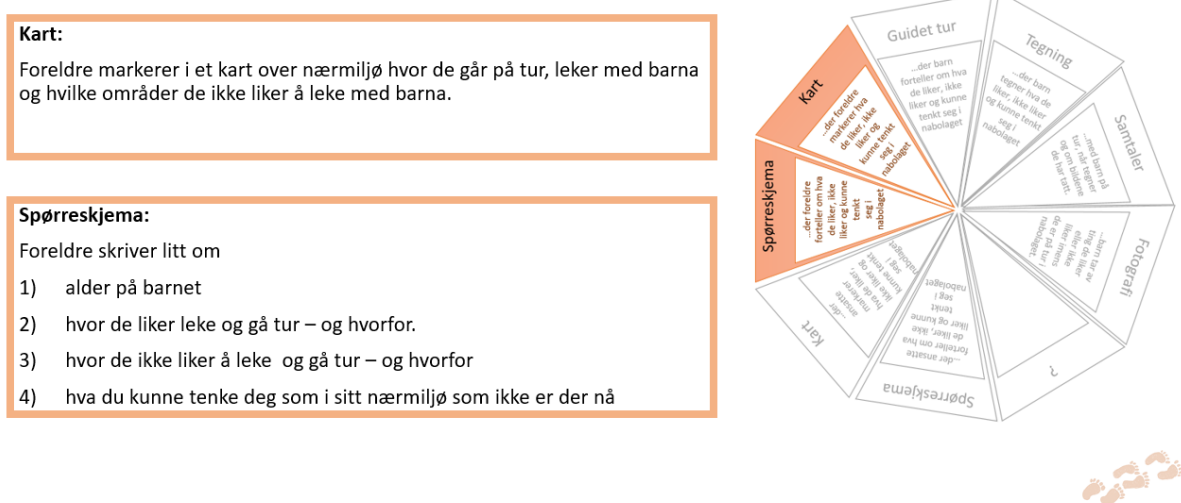 Kart:
Foreldre markerer i et kart over nærmiljø hvor de går på tur, leker med barna
og hvilke områder de ikke liker å leke med barna.
Spørreskjema:
Foreldre skriver litt om
1) alder på barnet
2) hvor de liker leke og gå tur – og hvorfor.
3) hvor de ikke liker å leke og gå tur – og hvorfor
4) hva du kunne tenke deg som i sitt nærmiljø som ikke er der nå
Guidet tur
...der barn
forteller om hva
de liker, ikke
liker og kunne
tenkt seg i
nabolaget
Tegning
...der barn
tegner hva de
liker, ikke liker
og kunne tenkt
seg i
nabolaget
Samtaler
...med barn på
tur, når tegner
og om bildene
de har tatt.
Fotografi
...barn tar av
ting de liker
eller ikke
liker imens
de er på tur i
nabolaget.
?
Spørreskjema
...der ansatte
forteller om hva
de liker, ikke
liker og kunne
tenkt
seg i
nabolaget
Kart
...der
ansatte
markerer
hva de liker,
ikke liker og
kunne tenkt
seg i
nabolaget
Spørreskjema
...der foreldre
forteller om hva
de liker, ikke
liker og kunne
tenkt
seg i
nabolaget
Kart
...der foreldre
markerer hva
de liker, ikke
liker og
kunne tenkt
seg i
nabolaget